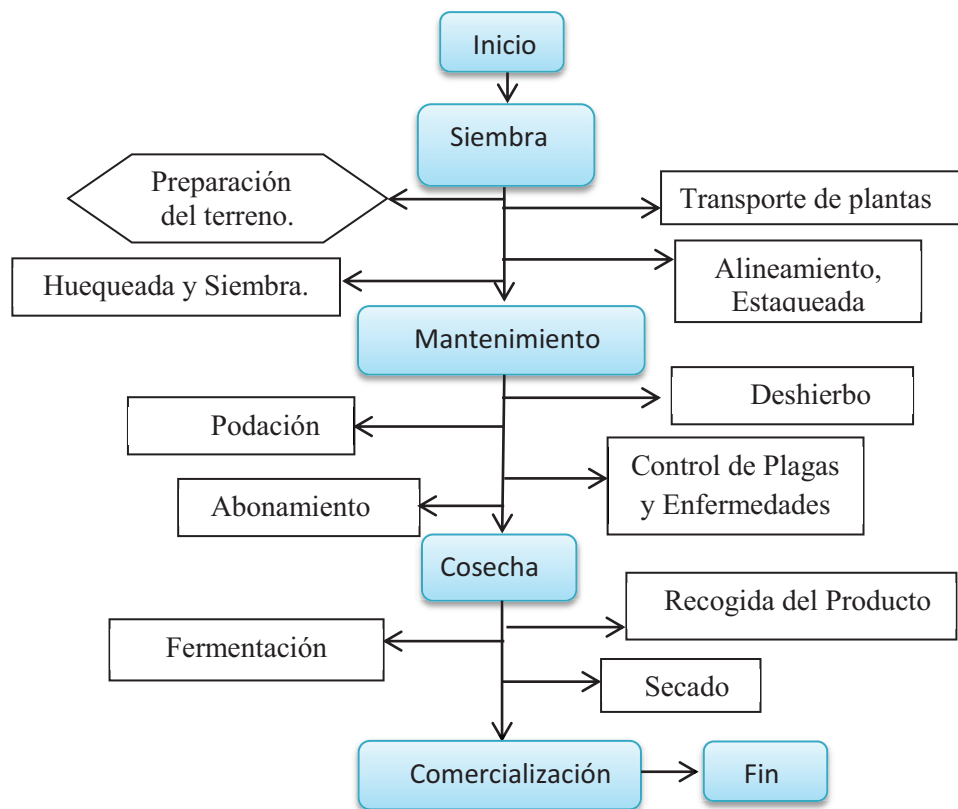 Inicio
Siembra
Preparación
del terreno.
Transporte de plantas
Huequeada y Siembra.
Alineamiento,
Estaqueada
Mantenimiento
Deshierbo
Podación
Control de Plagas
y Enfermedades
Abonamiento
Cosecha
Recogida del Producto
Fermentación
Secado
Comercialización
Fin